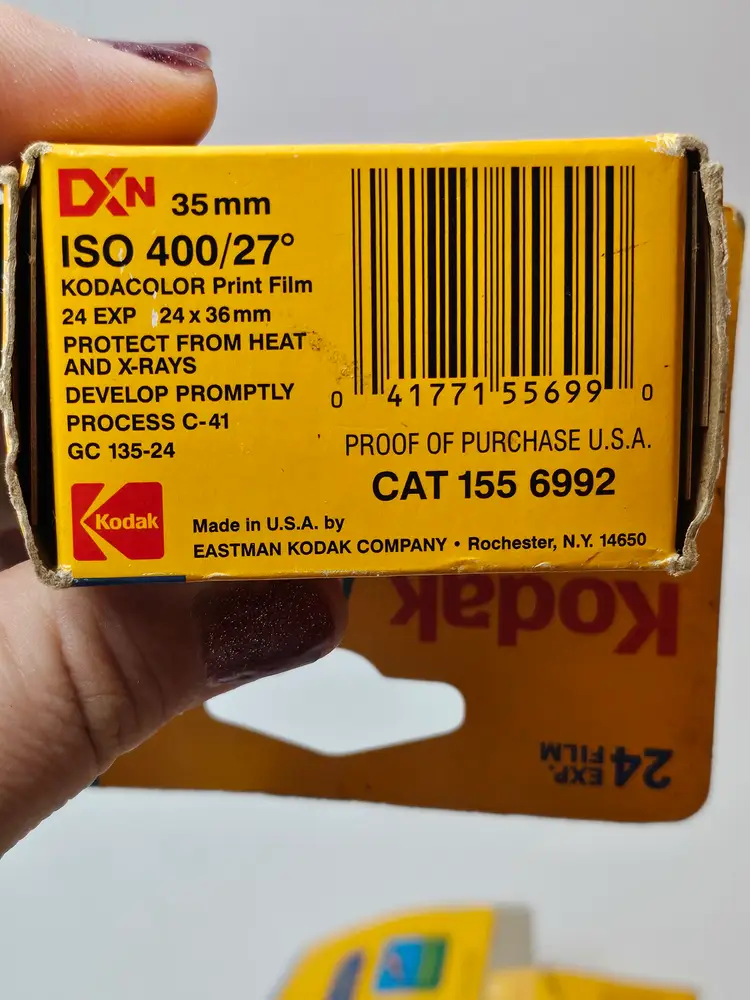 DXN 35mm
ISO 400/27°
KODACOLOR Print Film
24 EXP 24 x 36mm
PROTECT FROM HEAT
AND X-RAYS
DEVELOP PROMPTLY
PROCESS C-41
GC 135-24
0 41771 55699 0
PROOF OF PURCHASE U.S.A.
CAT 155 6992
Kodak
Made in U.S.A. by
EASTMAN KODAK COMPANY • Rochester, N.Y. 14650
Kodak
24 EXP. FILM